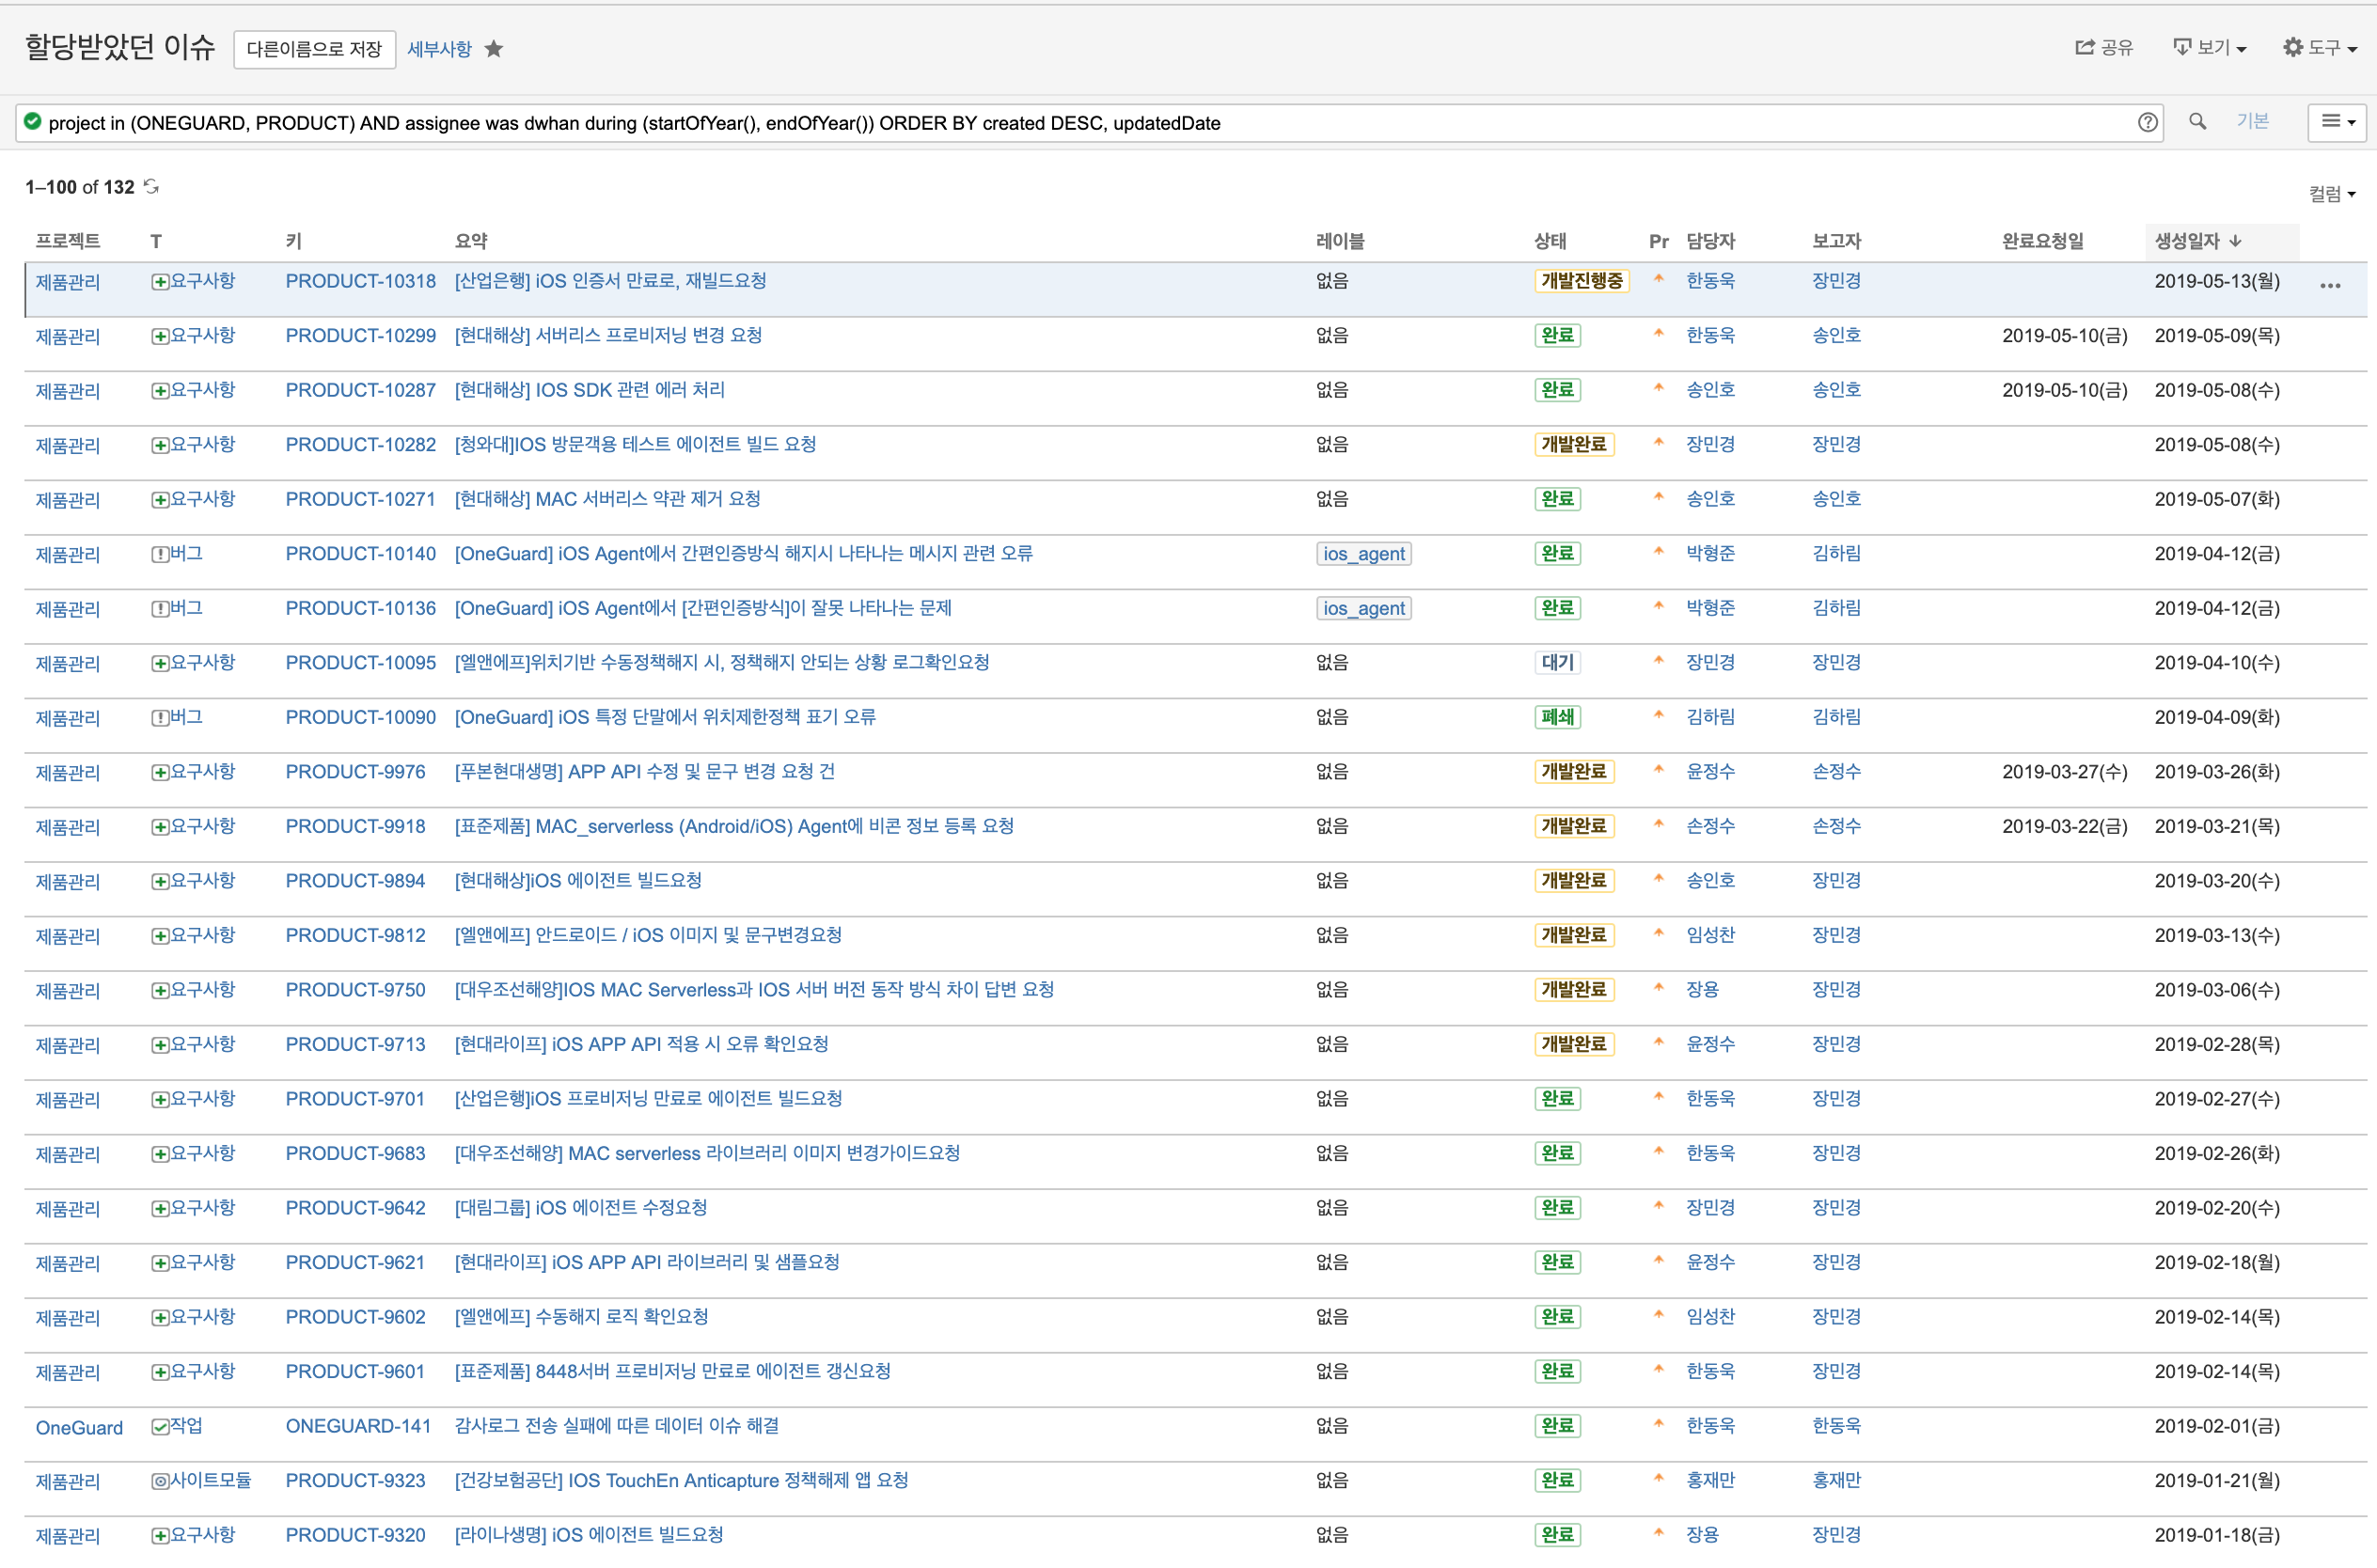 할당받았던 이슈 다른이름으로 저장 세부사항 공유 보기 도구
project in (ONEGUARD, PRODUCT) AND assignee was dwhan during (startOfYear(), endOfYear()) ORDER BY created DESC, updatedDate 기본
1–100 of 132
컬럼
프로젝트 T 키 요약 레이블 상태 Pr 담당자 보고자 완료요청일 생성일자
제품관리 요구사항 PRODUCT-10318 [산업은행] iOS 인증서 만료로, 재빌드요청 없음 개발진행중 한동욱 장민경 2019-05-13(월)
제품관리 요구사항 PRODUCT-10299 [현대해상] 서버리스 프로비저닝 변경 요청 없음 완료 한동욱 송인호 2019-05-10(금) 2019-05-09(목)
제품관리 요구사항 PRODUCT-10287 [현대해상] IOS SDK 관련 에러 처리 없음 완료 송인호 송인호 2019-05-10(금) 2019-05-08(수)
제품관리 요구사항 PRODUCT-10282 [청와대]IOS 방문객용 테스트 에이전트 빌드 요청 없음 개발완료 장민경 장민경 2019-05-08(수)
제품관리 요구사항 PRODUCT-10271 [현대해상] MAC 서버리스 약관 제거 요청 없음 완료 송인호 송인호 2019-05-07(화)
제품관리 버그 PRODUCT-10140 [OneGuard] iOS Agent에서 간편인증방식 해지시 나타나는 메시지 관련 오류 ios_agent 완료 박형준 김하림 2019-04-12(금)
제품관리 버그 PRODUCT-10136 [OneGuard] iOS Agent에서 [간편인증방식]이 잘못 나타나는 문제 ios_agent 완료 박형준 김하림 2019-04-12(금)
제품관리 요구사항 PRODUCT-10095 [엘앤에프]위치기반 수동정책해지 시, 정책해지 안되는 상황 로그확인요청 없음 대기 장민경 장민경 2019-04-10(수)
제품관리 버그 PRODUCT-10090 [OneGuard] iOS 특정 단말에서 위치제한정책 표기 오류 없음 폐쇄 김하림 김하림 2019-04-09(화)
제품관리 요구사항 PRODUCT-9976 [푸본현대생명] APP API 수정 및 문구 변경 요청 건 없음 개발완료 윤정수 손정수 2019-03-27(수) 2019-03-26(화)
제품관리 요구사항 PRODUCT-9918 [표준제품] MAC_serverless (Android/iOS) Agent에 비콘 정보 등록 요청 없음 개발완료 손정수 손정수 2019-03-22(금) 2019-03-21(목)
제품관리 요구사항 PRODUCT-9894 [현대해상]iOS 에이전트 빌드요청 없음 개발완료 송인호 장민경 2019-03-20(수)
제품관리 요구사항 PRODUCT-9812 [엘앤에프] 안드로이드 / iOS 이미지 및 문구변경요청 없음 개발완료 임성찬 장민경 2019-03-13(수)
제품관리 요구사항 PRODUCT-9750 [대우조선해양]IOS MAC Serverless과 IOS 서버 버전 동작 방식 차이 답변 요청 없음 개발완료 장용 장민경 2019-03-06(수)
제품관리 요구사항 PRODUCT-9713 [현대라이프] iOS APP API 적용 시 오류 확인요청 없음 개발완료 윤정수 장민경 2019-02-28(목)
제품관리 요구사항 PRODUCT-9701 [산업은행]iOS 프로비저닝 만료로 에이전트 빌드요청 없음 완료 한동욱 장민경 2019-02-27(수)
제품관리 요구사항 PRODUCT-9683 [대우조선해양] MAC serverless 라이브러리 이미지 변경가이드요청 없음 완료 한동욱 장민경 2019-02-26(화)
제품관리 요구사항 PRODUCT-9642 [대림그룹] iOS 에이전트 수정요청 없음 완료 장민경 장민경 2019-02-20(수)
제품관리 요구사항 PRODUCT-9621 [현대라이프] iOS APP API 라이브러리 및 샘플요청 없음 완료 윤정수 장민경 2019-02-18(월)
제품관리 요구사항 PRODUCT-9602 [엘앤에프] 수동해지 로직 확인요청 없음 완료 임성찬 장민경 2019-02-14(목)
제품관리 요구사항 PRODUCT-9601 [표준제품] 8448서버 프로비저닝 만료로 에이전트 갱신요청 없음 완료 한동욱 장민경 2019-02-14(목)
OneGuard 작업 ONEGUARD-141 감사로그 전송 실패에 따른 데이터 이슈 해결 없음 완료 한동욱 한동욱 2019-02-01(금)
제품관리 사이트모듈 PRODUCT-9323 [건강보험공단] IOS TouchEn Anticapture 정책해제 앱 요청 없음 완료 홍재만 홍재만 2019-01-21(월)
제품관리 요구사항 PRODUCT-9320 [라이나생명] iOS 에이전트 빌드요청 없음 완료 장용 장민경 2019-01-18(금)